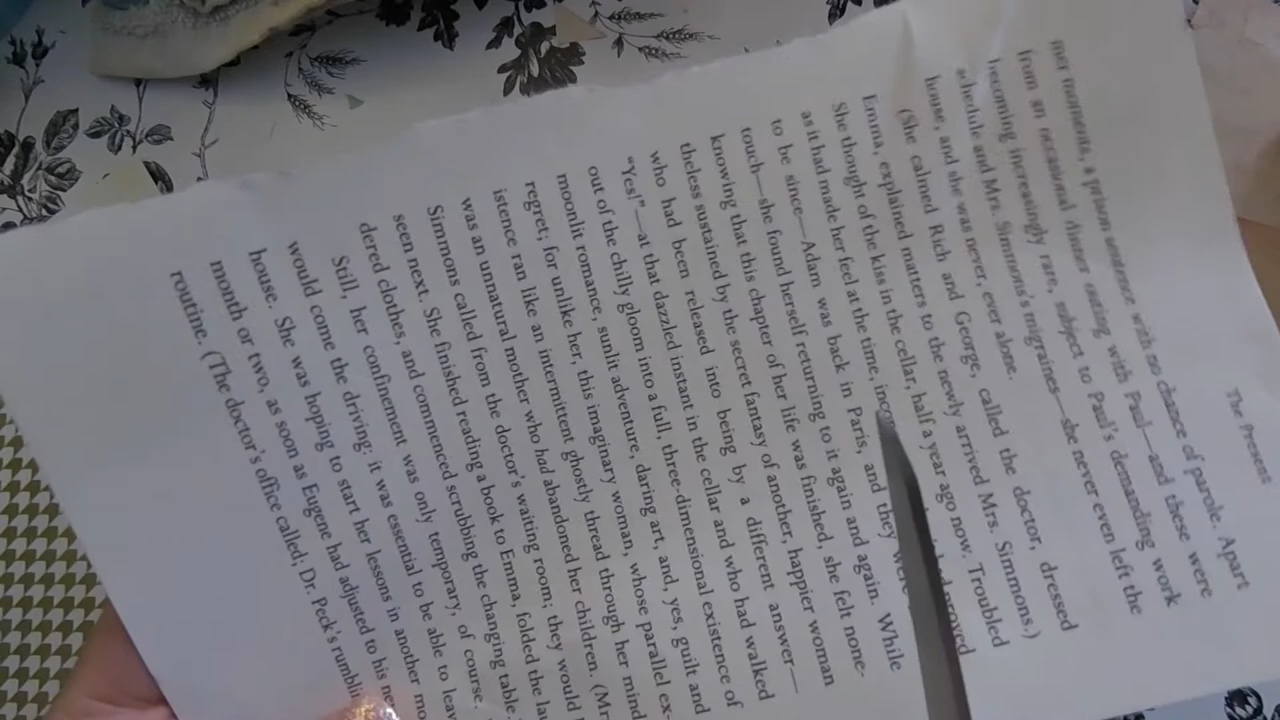 The Present
mer moments, a prison sentence with no chance of parole. Apart
from an occasional dinner outing with Paul—and these were
becoming increasingly rare, subject to Paul's demanding work
schedule and Mrs. Simmons's migraines—she never even left the
house, and she was never, ever alone.
(She calmed Rich and George, called the doctor, dressed
Emma, explained matters to the newly arrived Mrs. Simmons.)
She thought of the kiss in the cellar, half a year ago now. Troubled
as it had made her feel at the time, proved
to be since—Adam was back in Paris, and they were
touch—she found herself returning to it again and again. While
knowing that this chapter of her life was finished, she felt none-
theless sustained by the secret fantasy of another, happier woman
who had been released into being by a different answer—
"Yes!"—at that dazzled instant in the cellar and who had walked
out of the chilly gloom into a full, three-dimensional existence of
moonlit romance, sunlit adventure, daring art, and, yes, guilt and
regret; for unlike her, this imaginary woman, whose parallel ex-
istence ran like an intermittent ghostly thread through her mind
was an unnatural mother who had abandoned her children. (Mr
Simmons called from the doctor's waiting room; they would
seen next. She finished reading a book to Emma, folded the lau
dered clothes, and commenced scrubbing the changing table.
Still, her confinement was only temporary, of course.
would come the driving; it was essential to be able to leav
house. She was hoping to start her lessons in another mo
month or two, as soon as Eugene had adjusted to his ne
routine. (The doctor's office called; Dr. Peck's rumbli